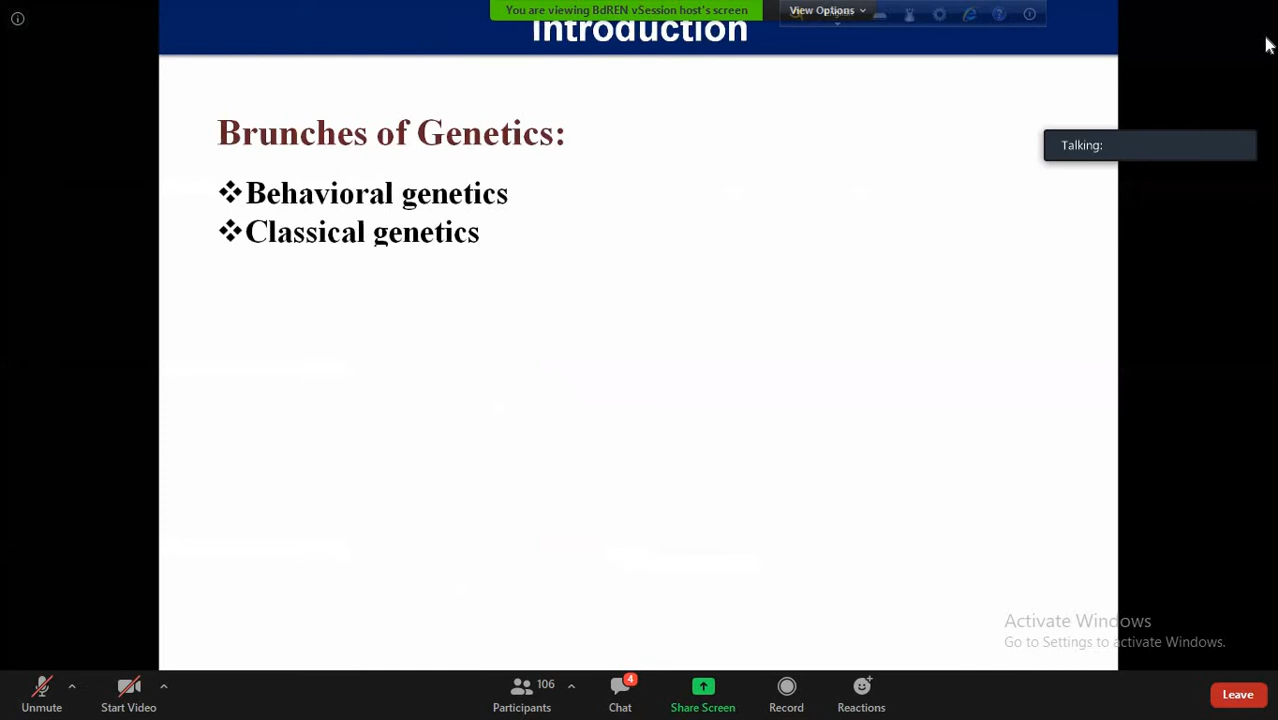 You are viewing BdREN vSession host's screen
View Options
Introduction
Brunches of Genetics:
Talking:
❖Behavioral genetics
❖Classical genetics
Activate Windows
Go to Settings to activate Windows.
106
4
Unmute
Start Video
Participants
Chat
Share Screen
Record
Reactions
Leave